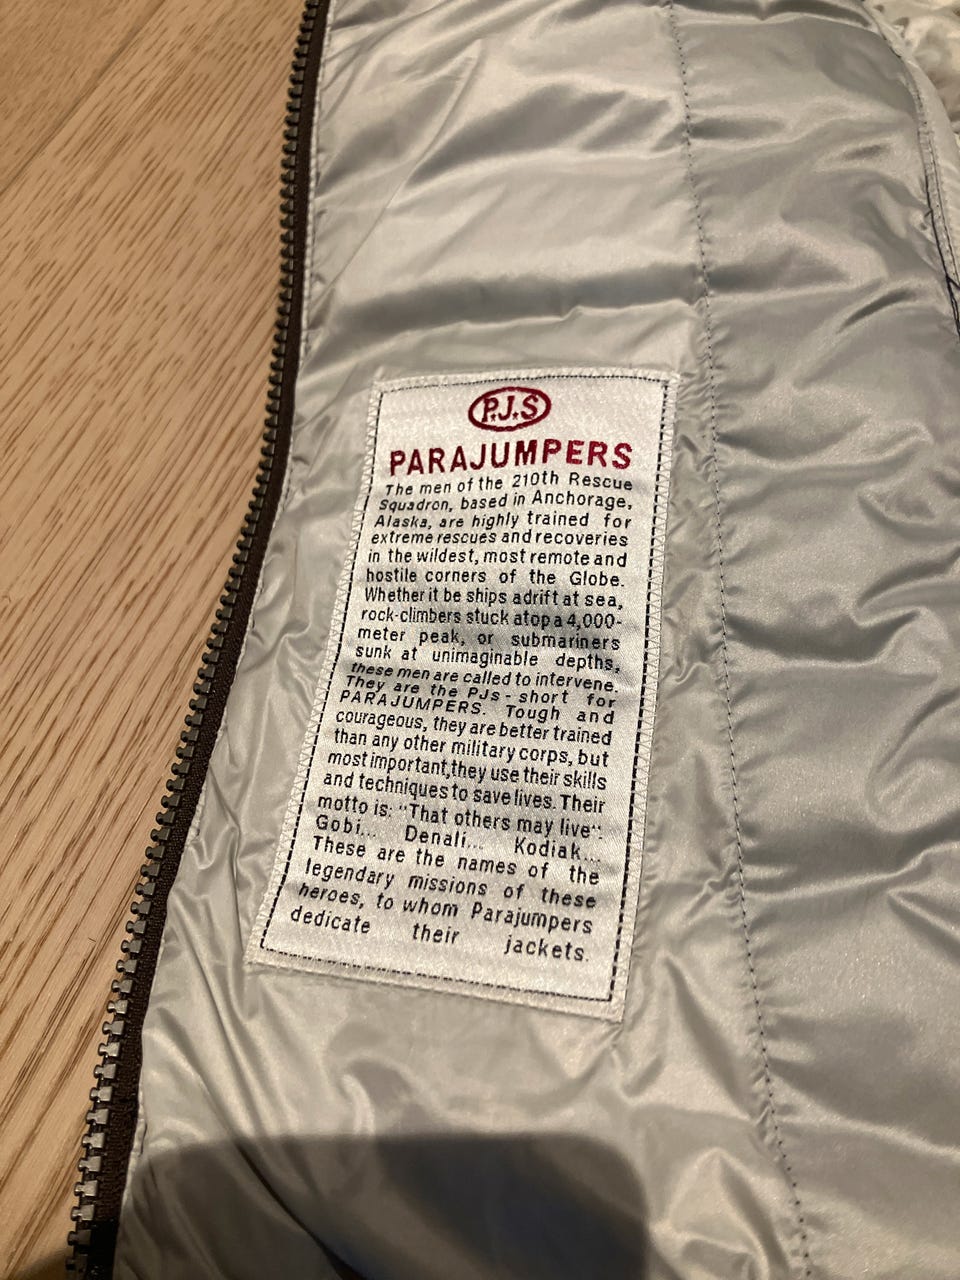 P.J.S
PARAJUMPERS
The men of the 210th Rescue
Squadron, based in Anchorage,
Alaska, are highly trained for
extreme rescues and recoveries
in the wildest, most remote and
hostile corners of the Globe.
Whether it be ships adrift at sea,
rock-climbers stuck atop a 4,000-
meter peak, or submariners
sunk at unimaginable depths,
these men are called to intervene.
They are the PJs - short for
PARAJUMPERS. Tough and
courageous, they are better trained
than any other military corps, but
most important,they use their skills
and techniques to save lives. Their
motto is: "That others may live".
Gobi... Denali... Kodiak...
These are the names of the
legendary missions of these
heroes, to whom Parajumpers
dedicate their jackets.